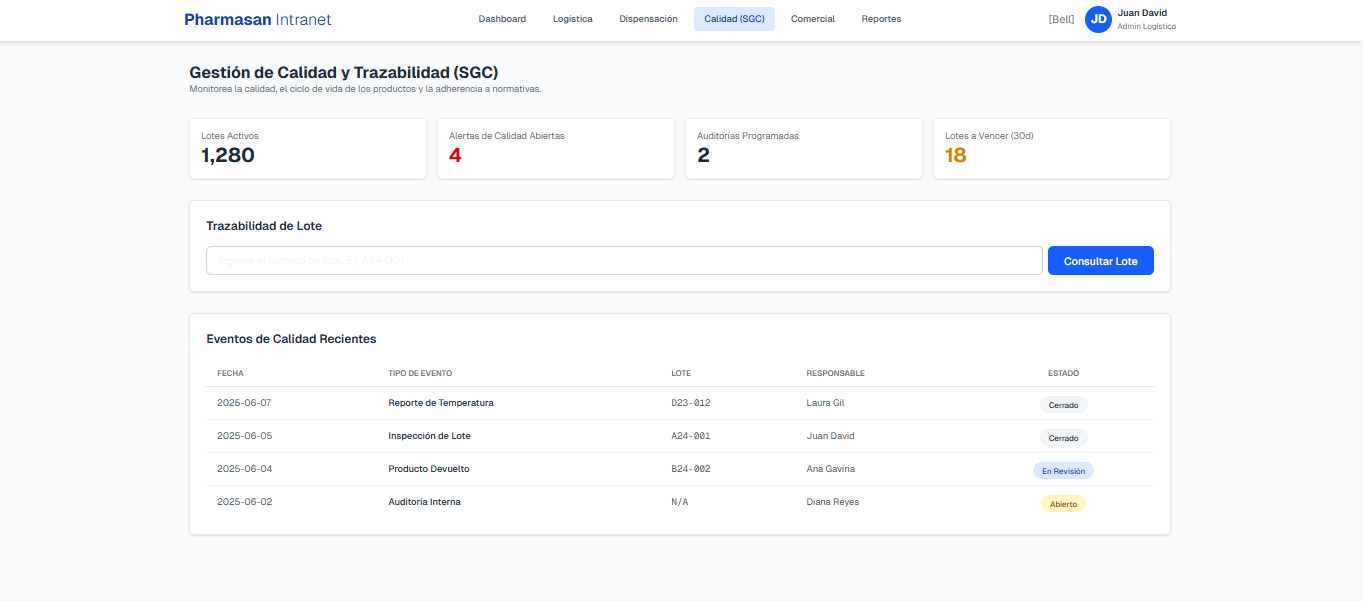 Pharmasan Intranet
Dashboard Logística Dispensación Calidad (SGC) Comercial Reportes
[Bell] JD Juan David
Admin Logístico
Gestión de Calidad y Trazabilidad (SGC)
Monitorea la calidad, el ciclo de vida de los productos y la adherencia a normativas.
Lotes Activos
1,280
Alertas de Calidad Abiertas
4
Auditorías Programadas
2
Lotes a Vencer (30d)
18
Trazabilidad de Lote
Ingrese el número de lote. Ej: A24-001
Consultar Lote
Eventos de Calidad Recientes
FECHA TIPO DE EVENTO LOTE RESPONSABLE ESTADO
2025-06-07 Reporte de Temperatura D23-012 Laura Gil Cerrado
2025-06-05 Inspección de Lote A24-001 Juan David Cerrado
2025-06-04 Producto Devuelto B24-002 Ana Gaviria En Revisión
2025-06-02 Auditoría Interna N/A Diana Reyes Abierto